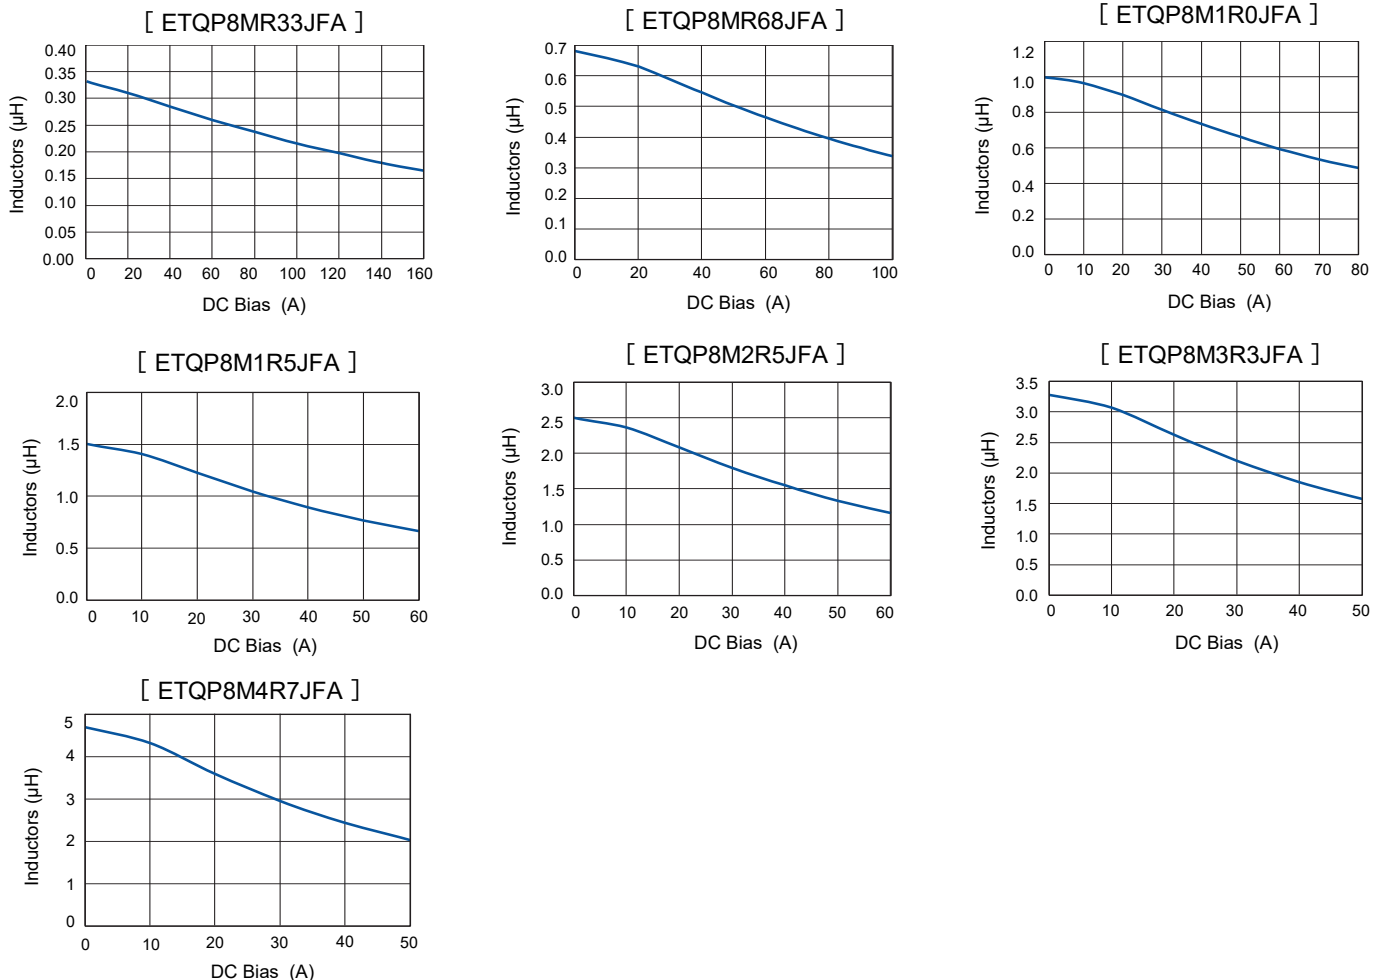 [ ETQP8MR33JFA ]
0.40
0.35
0.30
0.25
0.20
0.15
0.10
0.05
0.00
Inductors (µH)
0 20 40 60 80 100 120 140 160
DC Bias (A)
[ ETQP8MR68JFA ]
0.7
0.6
0.5
0.4
0.3
0.2
0.1
0.0
Inductors (µH)
0 20 40 60 80 100
DC Bias (A)
[ ETQP8M1R0JFA ]
1.2
1.0
0.8
0.6
0.4
0.2
0.0
Inductors (µH)
0 10 20 30 40 50 60 70 80
DC Bias (A)
[ ETQP8M1R5JFA ]
2.0
1.5
1.0
0.5
0.0
Inductors (µH)
0 10 20 30 40 50 60
DC Bias (A)
[ ETQP8M2R5JFA ]
3.0
2.5
2.0
1.5
1.0
0.5
0.0
Inductors (µH)
0 10 20 30 40 50 60
DC Bias (A)
[ ETQP8M3R3JFA ]
3.5
3.0
2.5
2.0
1.5
1.0
0.5
0.0
Inductors (µH)
0 10 20 30 40 50
DC Bias (A)
[ ETQP8M4R7JFA ]
5
4
3
2
1
0
Inductors (µH)
0 10 20 30 40 50
DC Bias (A)